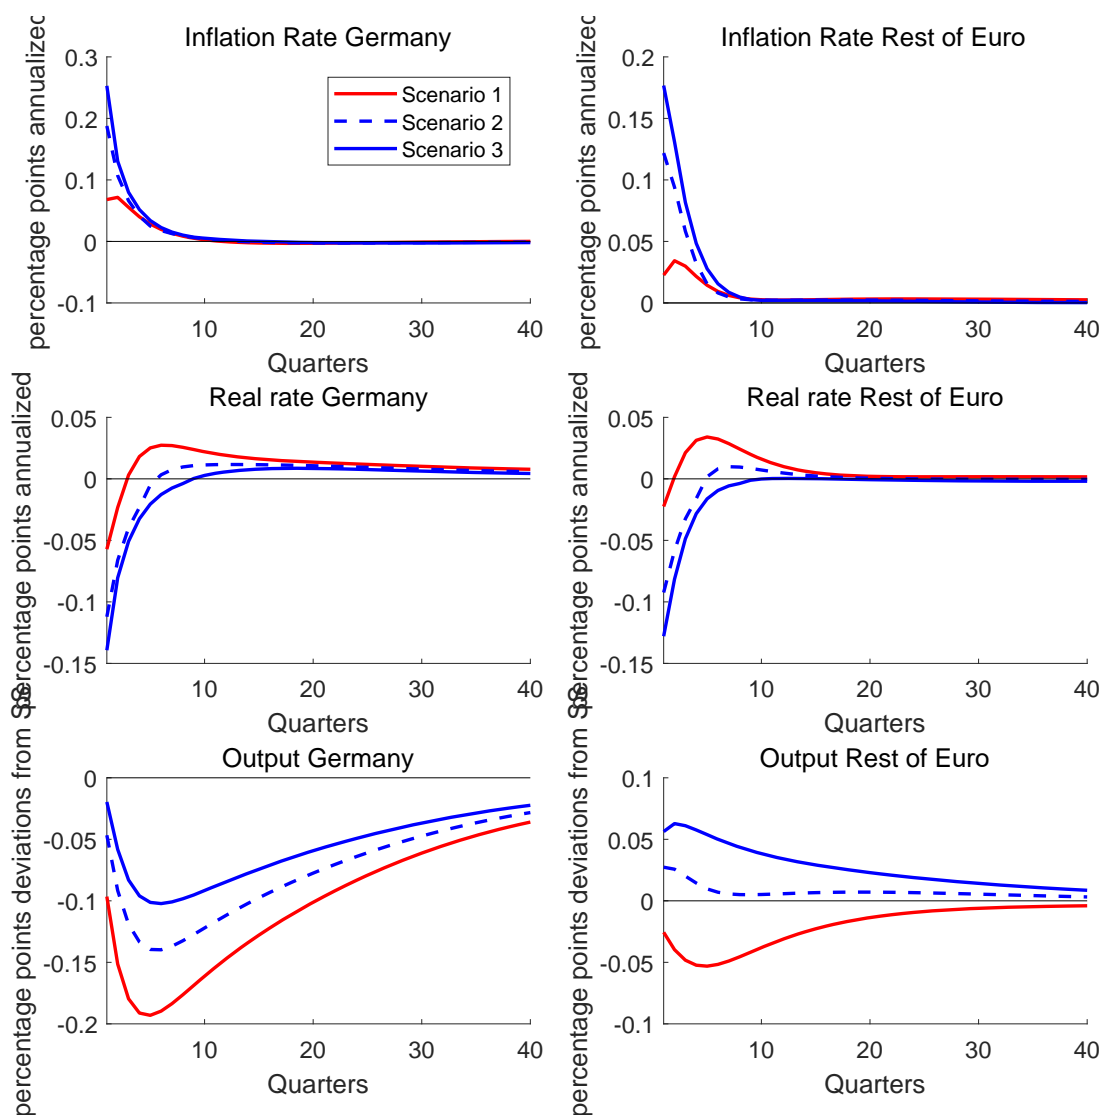 Inflation Rate Germany
percentage points annualized
0.3
0.2
0.1
0
-0.1
10
20
30
40
Quarters
Scenario 1
Scenario 2
Scenario 3
Inflation Rate Rest of Euro
percentage points annualized
0.2
0.15
0.1
0.05
0
10
20
30
40
Quarters
Real rate Germany
percentage points annualized
0.05
0
-0.05
-0.1
-0.15
10
20
30
40
Quarters
Real rate Rest of Euro
percentage points annualized
0.05
0
-0.05
-0.1
-0.15
10
20
30
40
Quarters
Output Germany
percentage points deviations from SS
0
-0.05
-0.1
-0.15
-0.2
10
20
30
40
Quarters
Output Rest of Euro
percentage points deviations from SS
0.1
0.05
0
-0.05
-0.1
10
20
30
40
Quarters